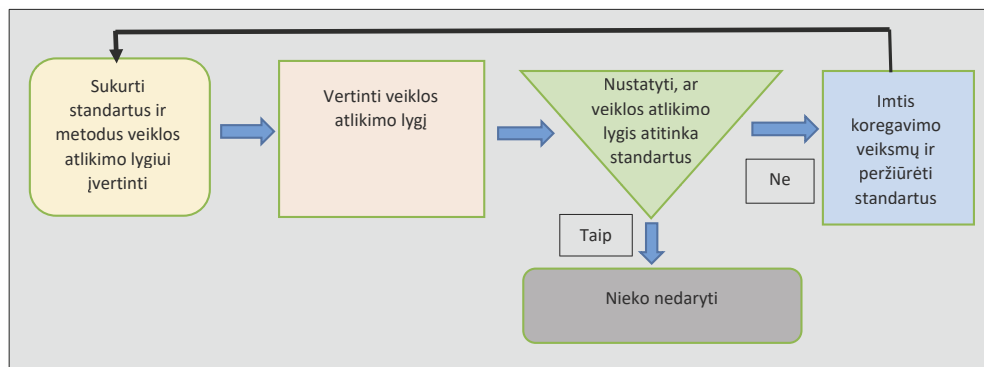 Sukurti
standartus ir
metodus veiklos
atlikimo lygiui
įvertinti
Vertinti veiklos
atlikimo lygį
Nustatyti, ar
veiklos atlikimo
lygis atitinka
standartus
Imtis
koregavimo
veiksmų ir
peržiūrėti
standartus
Ne
Taip
Nieko nedaryti